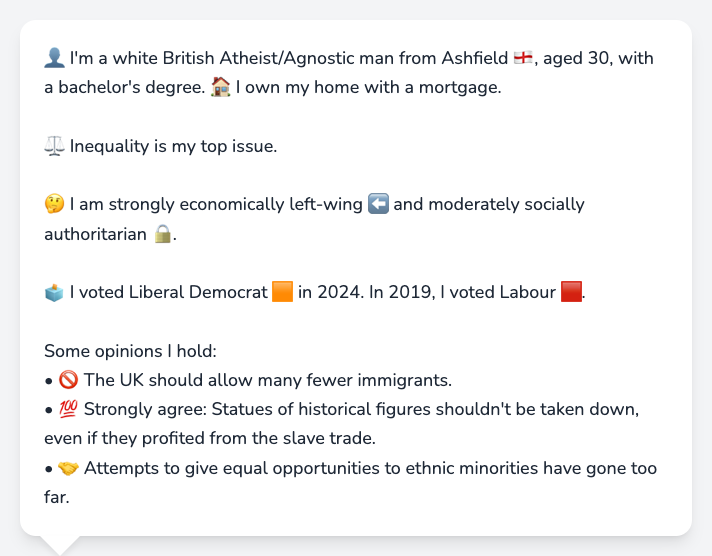 👤 I'm a white British Atheist/Agnostic man from Ashfield 🏴󠁧󠁢󠁥󠁮󠁧󠁿, aged 30, with
a bachelor's degree. 🏠 I own my home with a mortgage.
⚖️ Inequality is my top issue.
🤔 I am strongly economically left-wing ⬅️ and moderately socially
authoritarian 🔒.
🗳️ I voted Liberal Democrat 🟧 in 2024. In 2019, I voted Labour 🟥.
Some opinions I hold:
• 🚫 The UK should allow many fewer immigrants.
• 💯 Strongly agree: Statues of historical figures shouldn't be taken down,
even if they profited from the slave trade.
• 🤝 Attempts to give equal opportunities to ethnic minorities have gone too
far.